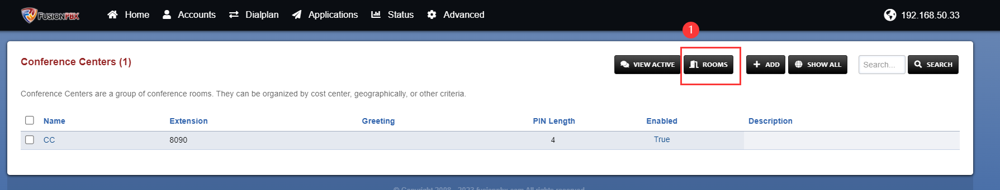 FUSIONPBX Home Accounts Dialplan Applications Status Advanced 192.168.50.33
1
Conference Centers (1) VIEW ACTIVE ROOMS ADD SHOW ALL Search... SEARCH
Conference Centers are a group of conference rooms. They can be organized by cost center, geographically, or other criteria.
Name Extension Greeting PIN Length Enabled Description
CC 8090 4 True
© Copyright 2008 - 2023 fusionpbx.com All rights reserved.